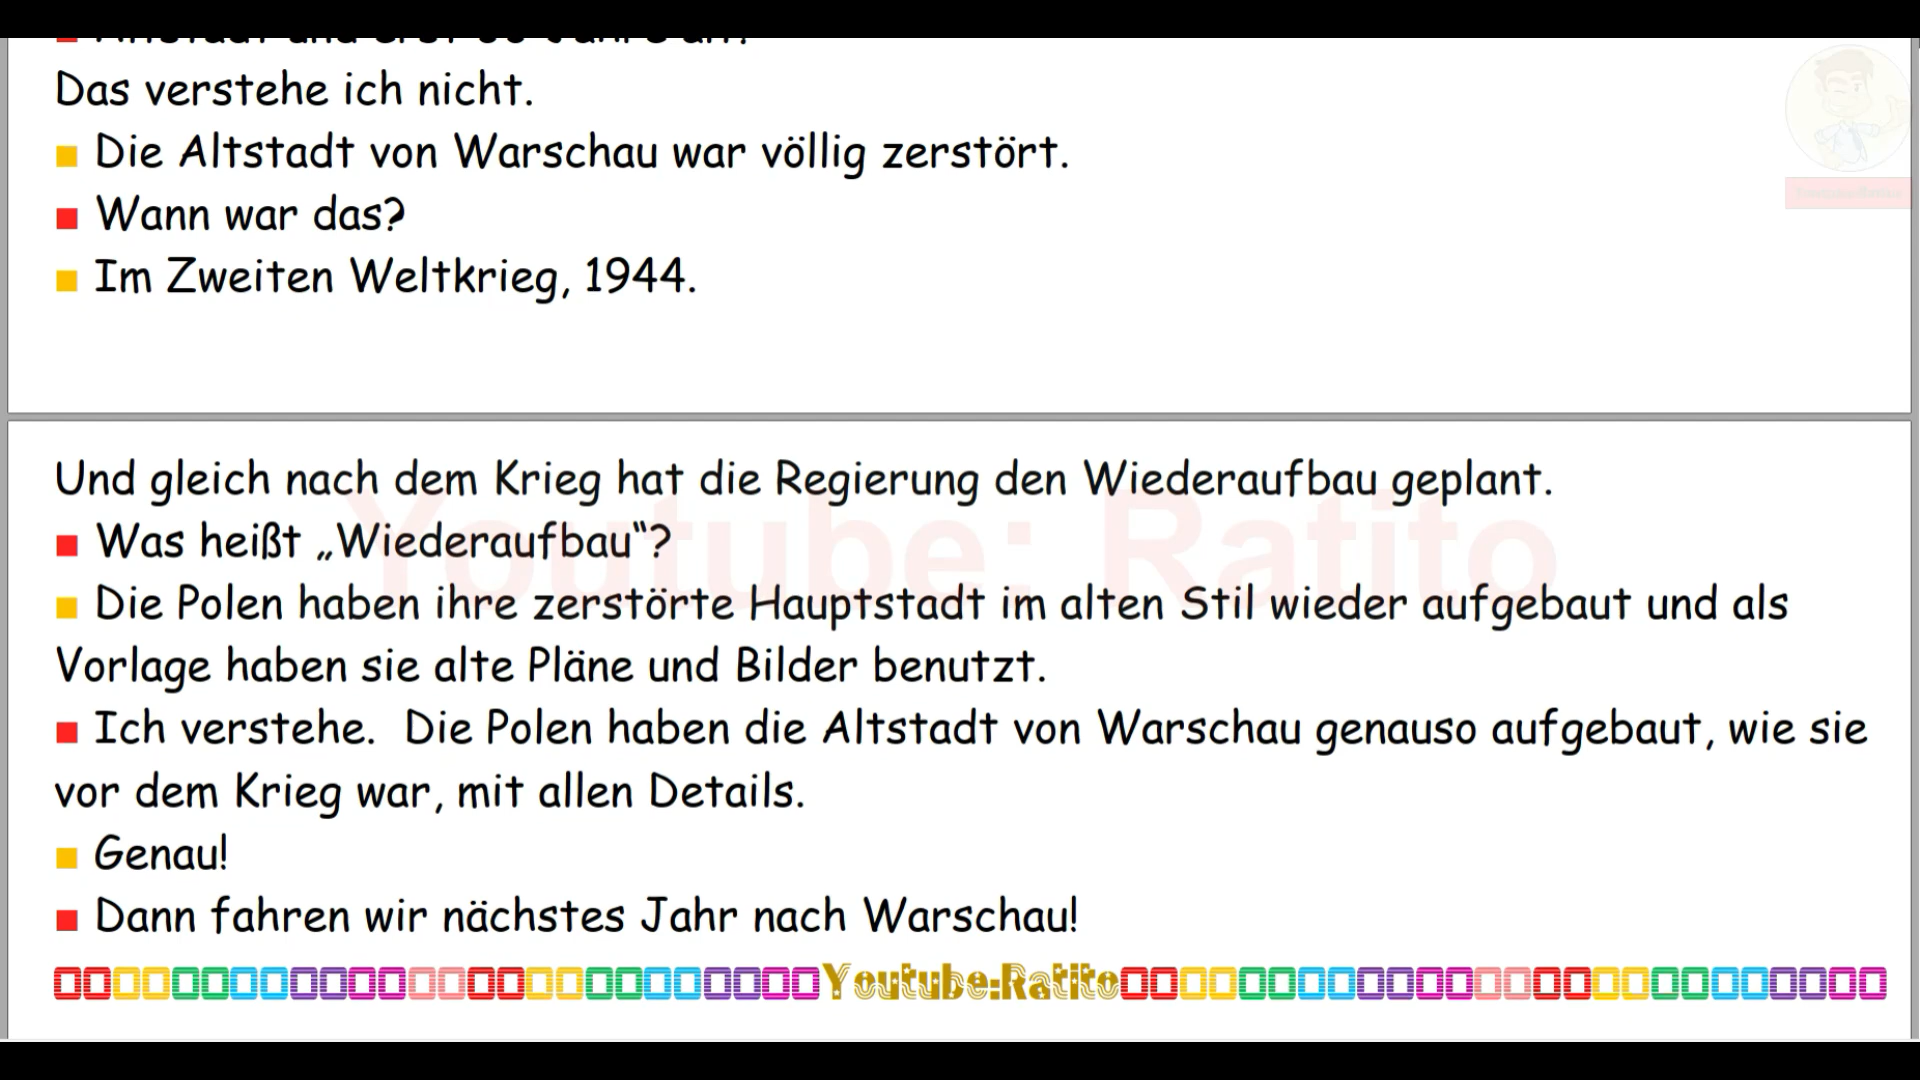 Das verstehe ich nicht.
Die Altstadt von Warschau war völlig zerstört.
Wann war das?
Im Zweiten Weltkrieg, 1944.
Und gleich nach dem Krieg hat die Regierung den Wiederaufbau geplant.
Youtube: Ratito
Was heißt „Wiederaufbau“?
Die Polen haben ihre zerstörte Hauptstadt im alten Stil wieder aufgebaut und als
Vorlage haben sie alte Pläne und Bilder benutzt.
Ich verstehe. Die Polen haben die Altstadt von Warschau genauso aufgebaut, wie sie
vor dem Krieg war, mit allen Details.
Genau!
Dann fahren wir nächstes Jahr nach Warschau!
Youtube:Ratito